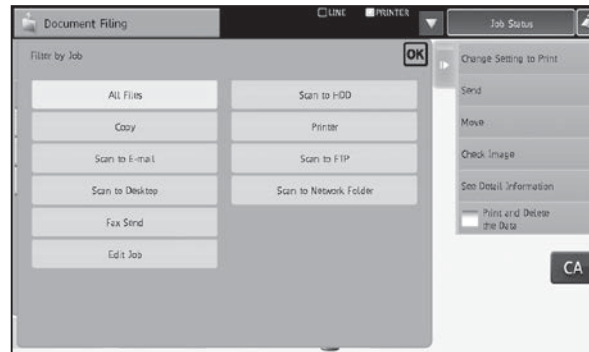 Document Filing
LINE
PRINTER
Job Status
Filter by Job
OK
All Files
Scan to HDD
Copy
Printer
Scan to E-mail
Scan to FTP
Scan to Desktop
Scan to Network Folder
Fax Send
Edit Job
Change Setting to Print
Send
Move
Check Image
See Detail Information
Print and Delete
the Data
CA